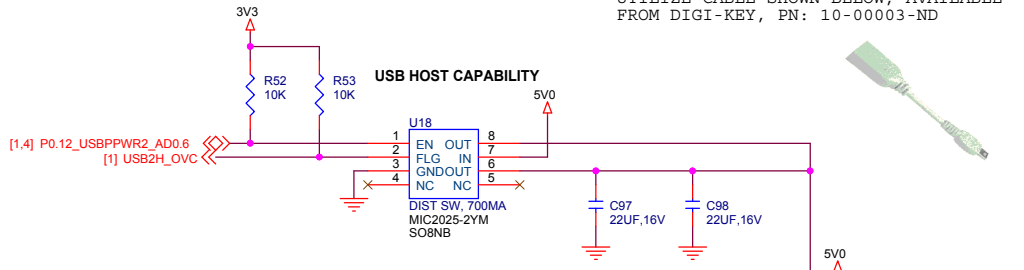 UTILIZE CABLE SHOWN BELOW, AVAILABLE
FROM DIGI-KEY, PN: 10-00003-ND
3V3
USB HOST CAPABILITY
R52
10K
R53
10K
5V0
U18
[1,4] P0.12_USBPPWR2_AD0.6
[1] USB2H_OVC
1
2
3
4
EN OUT
FLG IN
GNDOUT
NC NC
8
7
6
5
DIST SW, 700MA
MIC2025-2YM
SO8NB
C97
22UF,16V
C98
22UF,16V
5V0